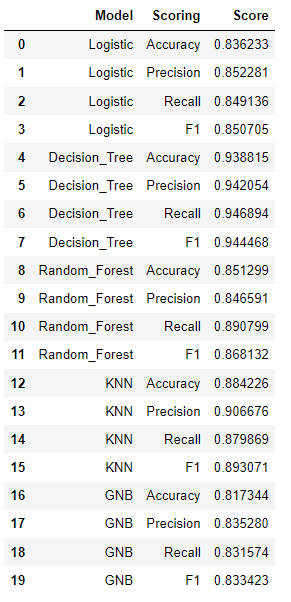 Model Scoring Score
0 Logistic Accuracy 0.836233
1 Logistic Precision 0.852281
2 Logistic Recall 0.849136
3 Logistic F1 0.850705
4 Decision_Tree Accuracy 0.938815
5 Decision_Tree Precision 0.942054
6 Decision_Tree Recall 0.946894
7 Decision_Tree F1 0.944468
8 Random_Forest Accuracy 0.851299
9 Random_Forest Precision 0.846591
10 Random_Forest Recall 0.890799
11 Random_Forest F1 0.868132
12 KNN Accuracy 0.884226
13 KNN Precision 0.906676
14 KNN Recall 0.879869
15 KNN F1 0.893071
16 GNB Accuracy 0.817344
17 GNB Precision 0.835280
18 GNB Recall 0.831574
19 GNB F1 0.833423